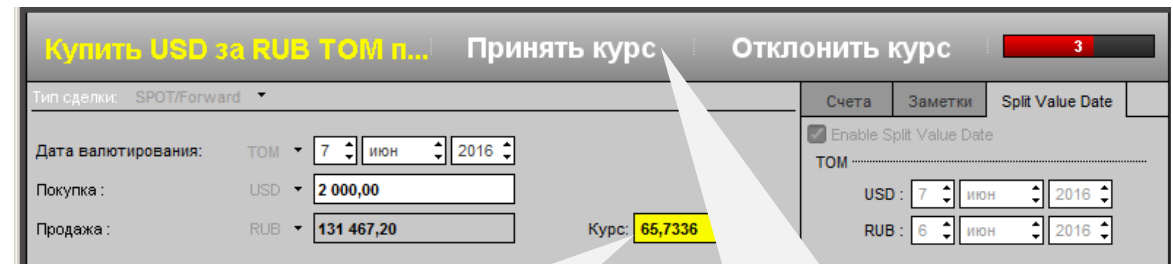 Купить USD за RUB TOM п... Принять курс Отклонить курс 3
Тип сделки: SPOT/Forward Счета Заметки Split Value Date
Enable Split Value Date
Дата валютирования: TOM 7 июн 2016 TOM
Покупка : USD 2 000,00 USD : 7 июн 2016
Продажа : RUB 131 467,20 Курс: 65,7336 RUB : 6 июн 2016